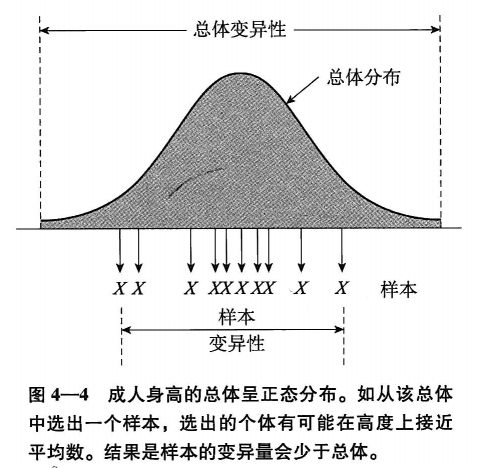 总体变异性
总体分布
X X X XX X XX X X 样本
样本
变异性
图 4—4 成人身高的总体呈正态分布。如从该总体
中选出一个样本，选出的个体有可能在高度上接近
平均数。结果是样本的变异量会少于总体。